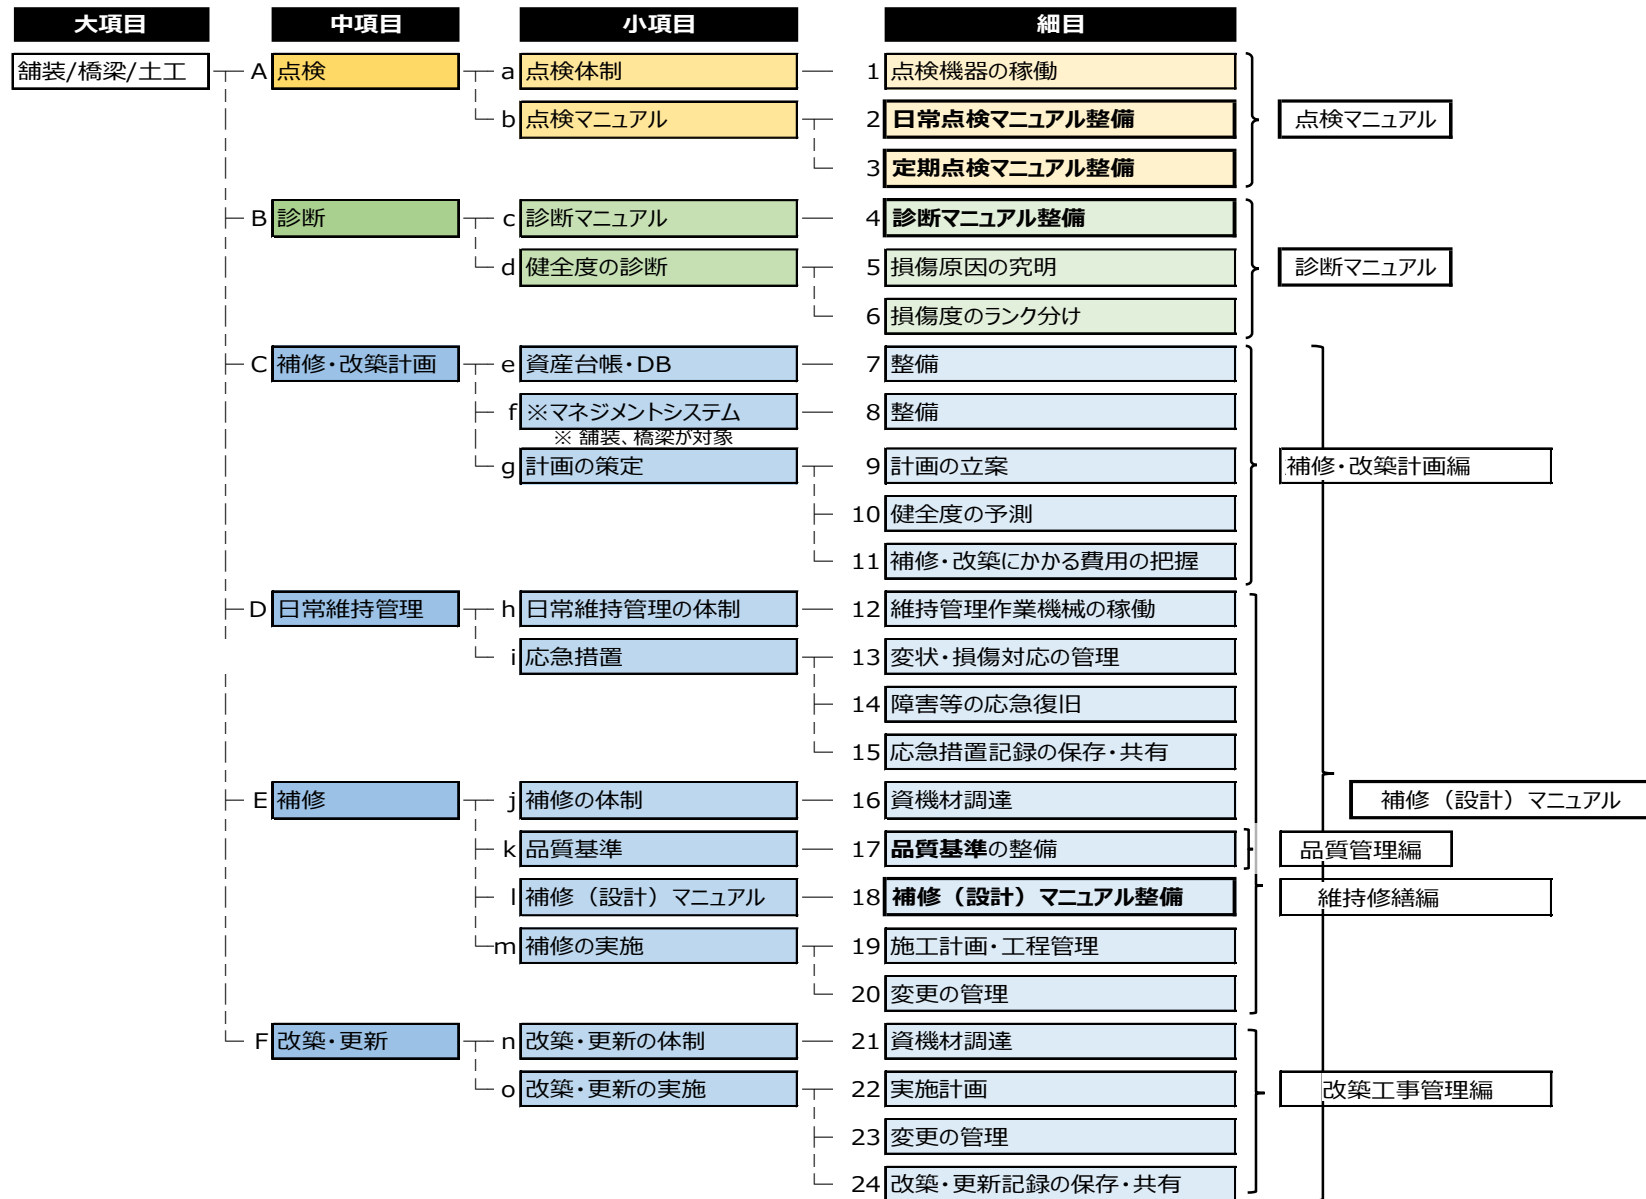 大項目 中項目 小項目 細目
舗装/橋梁/土工 A 点検 a 点検体制 1 点検機器の稼働
b 点検マニュアル 2 日常点検マニュアル整備 点検マニュアル
3 定期点検マニュアル整備
B 診断 c 診断マニュアル 4 診断マニュアル整備
d 健全度の診断 5 損傷原因の究明 診断マニュアル
6 損傷度のランク分け
C 補修・改築計画 e 資産台帳・DB 7 整備
f ※マネジメントシステム 8 整備
※ 舗装、橋梁が対象
g 計画の策定 9 計画の立案 補修・改築計画編
10 健全度の予測
11 補修・改築にかかる費用の把握
D 日常維持管理 h 日常維持管理の体制 12 維持管理作業機械の稼働
i 応急措置 13 変状・損傷対応の管理
14 障害等の応急復旧
15 応急措置記録の保存・共有
E 補修 j 補修の体制 16 資機材調達 補修（設計）マニュアル
k 品質基準 17 品質基準の整備 品質管理編
l 補修（設計）マニュアル 18 補修（設計）マニュアル整備 維持修繕編
m 補修の実施 19 施工計画・工程管理
20 変更の管理
F 改築・更新 n 改築・更新の体制 21 資機材調達
o 改築・更新の実施 22 実施計画 改築工事管理編
23 変更の管理
24 改築・更新記録の保存・共有